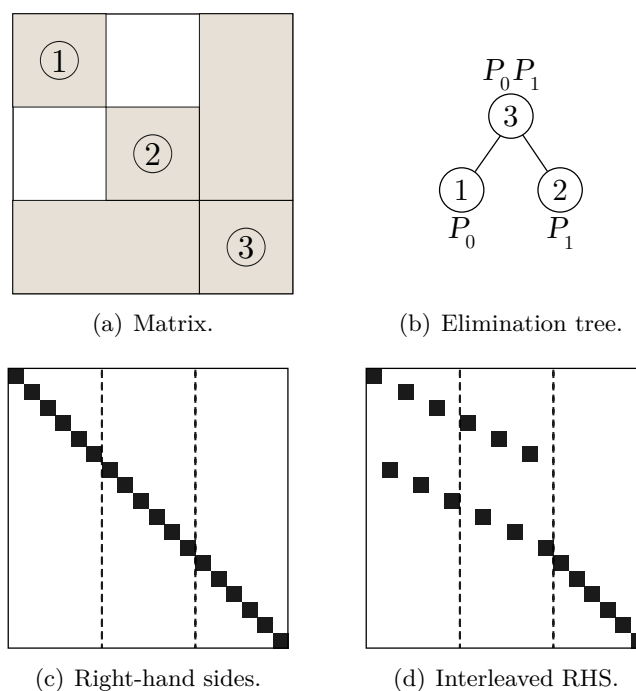 1
2
3
(a) Matrix.
P0P1
3
1
2
P0
P1
(b) Elimination tree.
(c) Right-hand sides.
(d) Interleaved RHS.